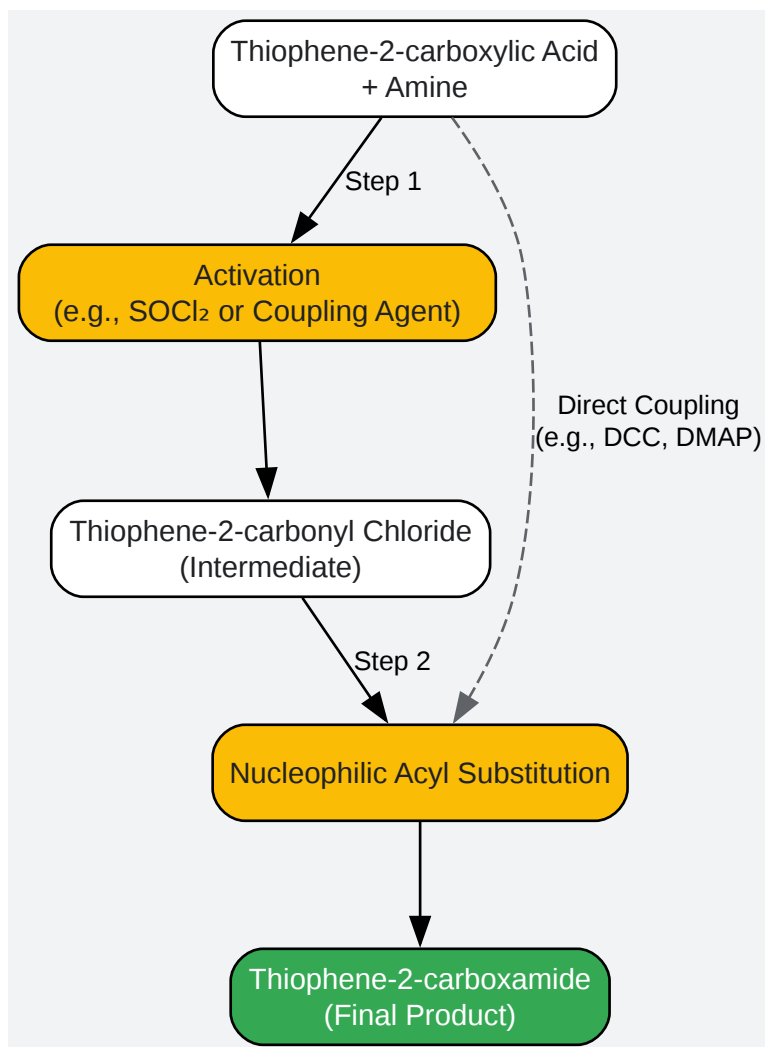 Thiophene-2-carboxylic Acid
+ Amine
Step 1
Activation
(e.g., SOCl₂ or Coupling Agent)
Direct Coupling
(e.g., DCC, DMAP)
Thiophene-2-carbonyl Chloride
(Intermediate)
Step 2
Nucleophilic Acyl Substitution
Thiophene-2-carboxamide
(Final Product)